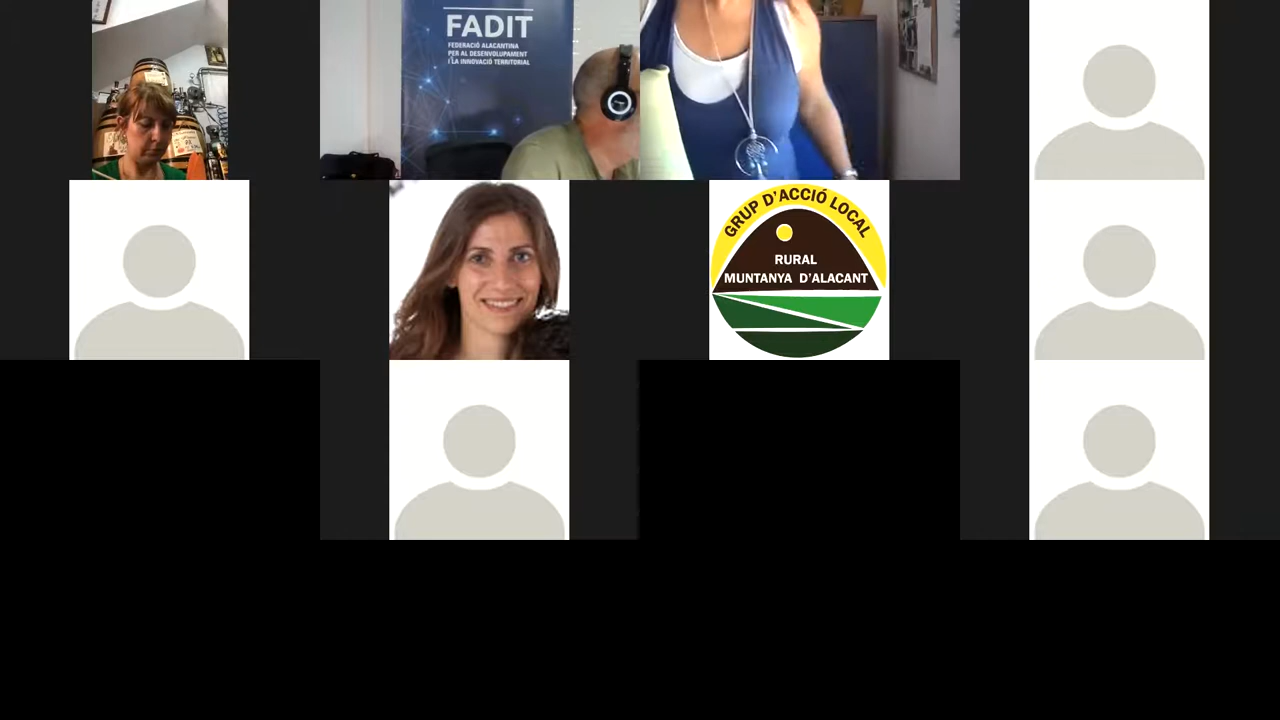 FADIT
FEDERACIÓ ALACANTINA
PER AL DESENVOLUPAMENT
I LA INNOVACIÓ TERRITORIAL
GRUP D'ACCIÓ LOCAL
RURAL
MUNTANYA D'ALACANT